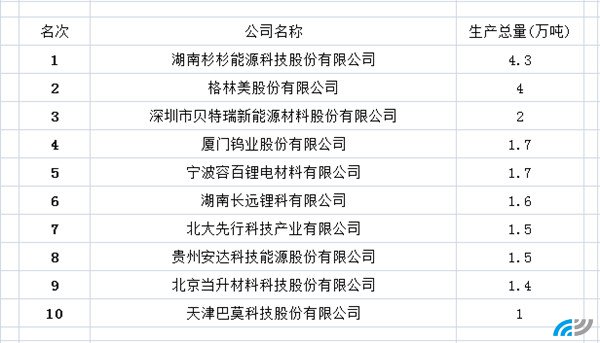 名次 公司名称 生产总量(万吨)
1 湖南杉杉能源科技股份有限公司 4.3
2 格林美股份有限公司 4
3 深圳市贝特瑞新能源材料股份有限公司 2
4 厦门钨业股份有限公司 1.7
5 宁波容百锂电材料有限公司 1.7
6 湖南长远锂科有限公司 1.6
7 北大先行科技产业有限公司 1.5
8 贵州安达科技能源股份有限公司 1.5
9 北京当升材料科技股份有限公司 1.4
10 天津巴莫科技股份有限公司 1